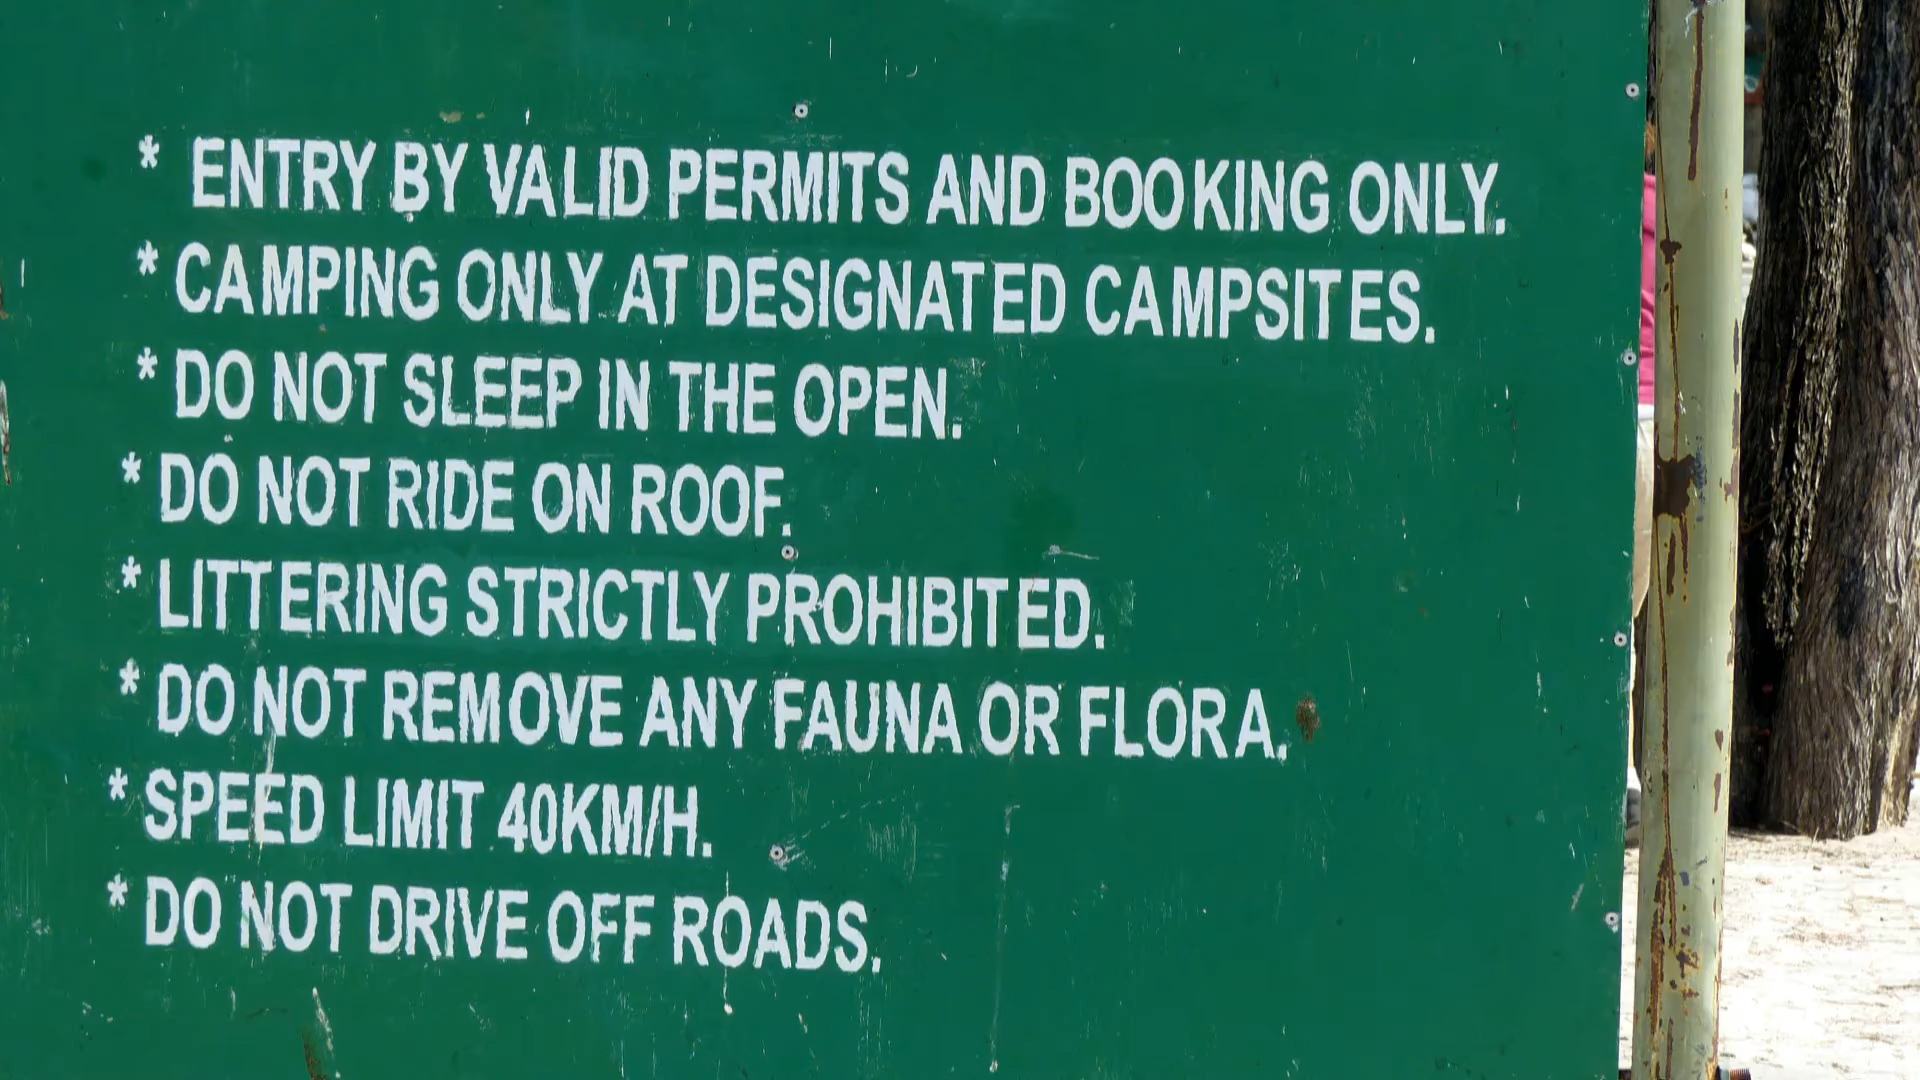 * ENTRY BY VALID PERMITS AND BOOKING ONLY.
* CAMPING ONLY AT DESIGNATED CAMPSITES.
* DO NOT SLEEP IN THE OPEN.
* DO NOT RIDE ON ROOF.
* LITTERING STRICTLY PROHIBITED.
* DO NOT REMOVE ANY FAUNA OR FLORA.
* SPEED LIMIT 40KM/H.
* DO NOT DRIVE OFF ROADS.